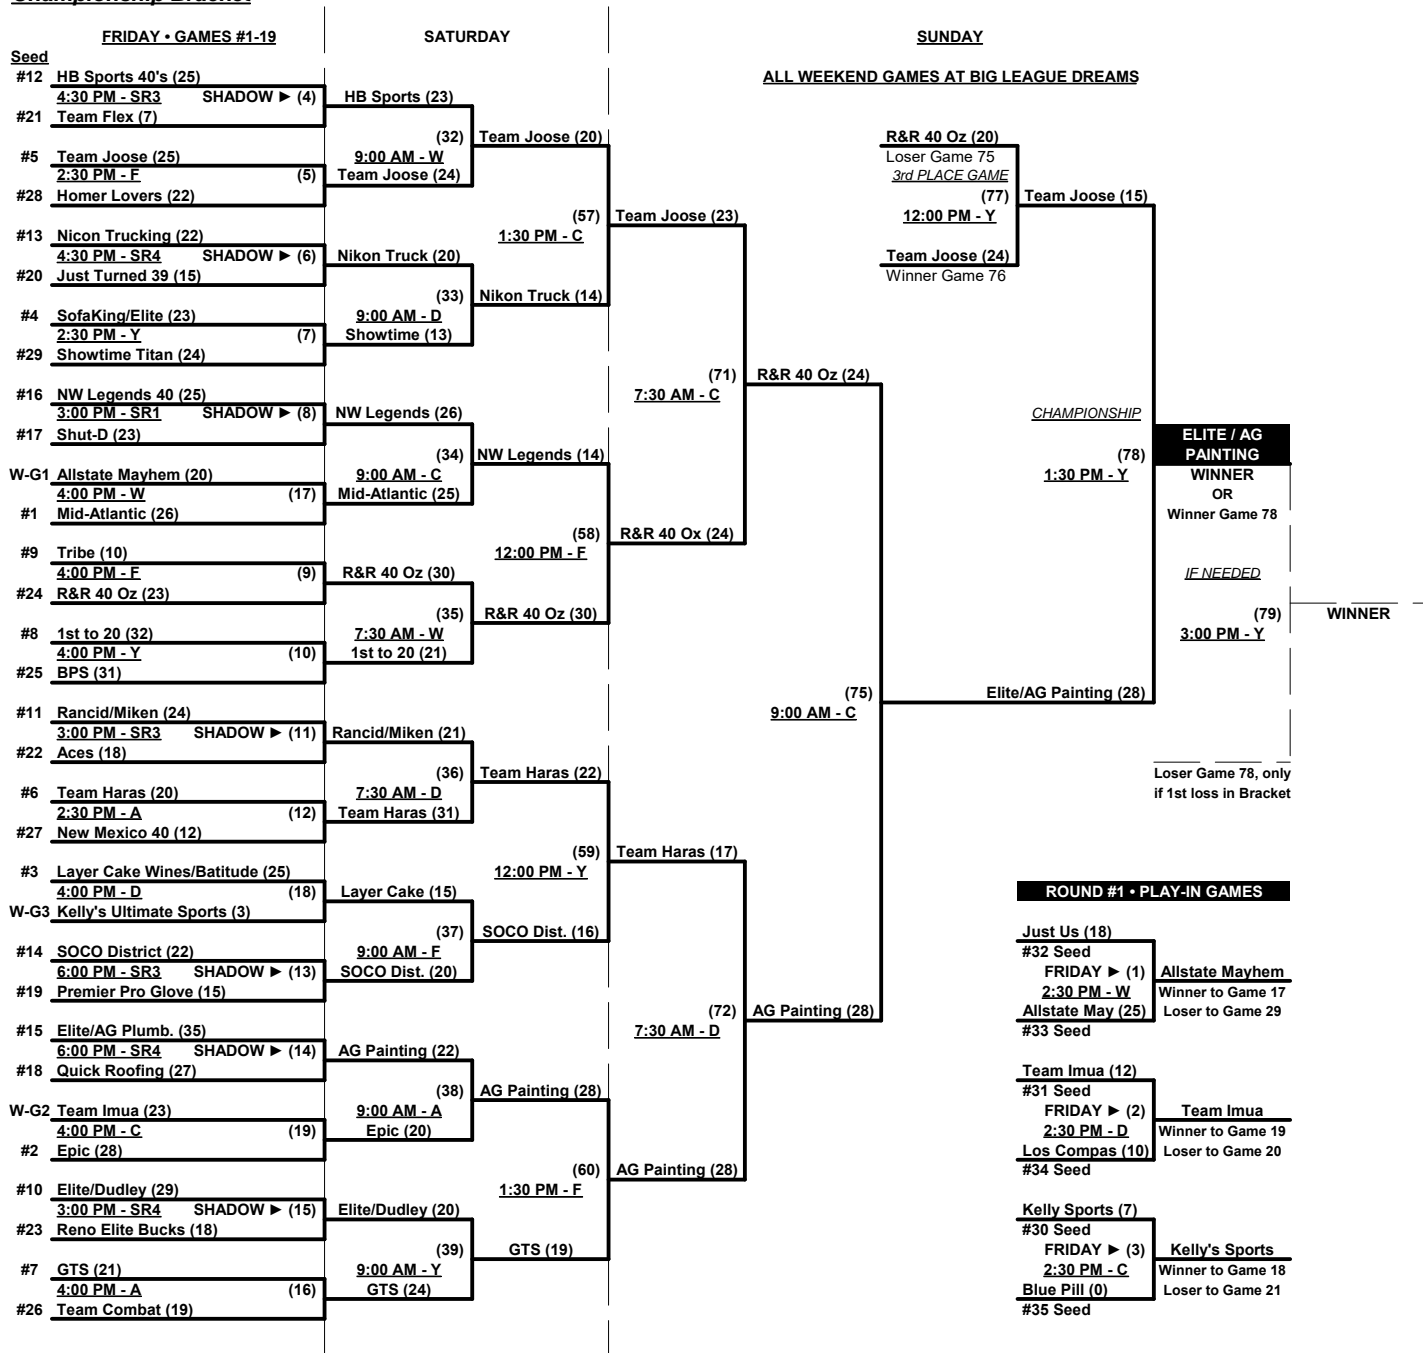 Championship Bracket
FRIDAY • GAMES #1-19
SATURDAY
SUNDAY
Seed
ALL WEEKEND GAMES AT BIG LEAGUE DREAMS
#12 HB Sports 40's (25)
4:30 PM - SR3 SHADOW ► (4)
#21 Team Flex (7)
#5 Team Joose (25)
2:30 PM - F (5)
#28 Homer Lovers (22)
#13 Nicon Trucking (22)
4:30 PM - SR4 SHADOW ► (6)
#20 Just Turned 39 (15)
#4 SofaKing/Elite (23)
2:30 PM - Y (7)
#29 Showtime Titan (24)
#16 NW Legends 40 (25)
3:00 PM - SR1 SHADOW ► (8)
#17 Shut-D (23)
W-G1 Allstate Mayhem (20)
4:00 PM - W (17)
#1 Mid-Atlantic (26)
#9 Tribe (10)
4:00 PM - F (9)
#24 R&R 40 Oz (23)
#8 1st to 20 (32)
4:00 PM - Y (10)
#25 BPS (31)
#11 Rancid/Miken (24)
3:00 PM - SR3 SHADOW ► (11)
#22 Aces (18)
#6 Team Haras (20)
2:30 PM - A (12)
#27 New Mexico 40 (12)
#3 Layer Cake Wines/Batitude (25)
4:00 PM - D (18)
W-G3 Kelly's Ultimate Sports (3)
#14 SOCO District (22)
6:00 PM - SR3 SHADOW ► (13)
#19 Premier Pro Glove (15)
#15 Elite/AG Plumb. (35)
6:00 PM - SR4 SHADOW ► (14)
#18 Quick Roofing (27)
W-G2 Team Imua (23)
4:00 PM - C (19)
#2 Epic (28)
#10 Elite/Dudley (29)
3:00 PM - SR4 SHADOW ► (15)
#23 Reno Elite Bucks (18)
#7 GTS (21)
4:00 PM - A (16)
#26 Team Combat (19)
HB Sports (23)
(32)
9:00 AM - W
Team Joose (24)
Nikon Truck (20)
(33)
9:00 AM - D
Showtime (13)
NW Legends (26)
(34)
9:00 AM - C
Mid-Atlantic (25)
R&R 40 Oz (30)
(35)
7:30 AM - W
1st to 20 (21)
Rancid/Miken (21)
(36)
7:30 AM - D
Team Haras (31)
Layer Cake (15)
(37)
9:00 AM - F
SOCO Dist. (20)
AG Painting (22)
(38)
9:00 AM - A
Epic (20)
Elite/Dudley (20)
(39)
9:00 AM - Y
GTS (24)
Team Joose (20)
(57)
1:30 PM - C
Nikon Truck (14)
NW Legends (14)
(58)
12:00 PM - F
R&R 40 Oz (30)
Team Haras (22)
(59)
12:00 PM - Y
SOCO Dist. (16)
AG Painting (28)
(60)
1:30 PM - F
GTS (19)
Team Joose (23)
(71)
7:30 AM - C
R&R 40 Ox (24)
Team Haras (17)
(72)
7:30 AM - D
AG Painting (28)
R&R 40 Oz (24)
(75)
9:00 AM - C
AG Painting (28)
R&R 40 Oz (20)
Loser Game 75
3rd PLACE GAME
(77)
12:00 PM - Y
Team Joose (24)
Winner Game 76
Team Joose (15)
CHAMPIONSHIP
(78)
1:30 PM - Y
Elite/AG Painting (28)
ELITE / AG
PAINTING
WINNER
OR
Winner Game 78
IF NEEDED
(79)
3:00 PM - Y
WINNER
Loser Game 78, only
if 1st loss in Bracket
ROUND #1 • PLAY-IN GAMES
Just Us (18)
#32 Seed
FRIDAY ► (1) Allstate Mayhem
2:30 PM - W Winner to Game 17
Allstate May (25) Loser to Game 29
#33 Seed
Team Imua (12)
#31 Seed
FRIDAY ► (2) Team Imua
2:30 PM - D Winner to Game 19
Los Compas (10) Loser to Game 20
#34 Seed
Kelly Sports (7)
#30 Seed
FRIDAY ► (3) Kelly's Sports
2:30 PM - C Winner to Game 18
Blue Pill (0) Loser to Game 21
#35 Seed